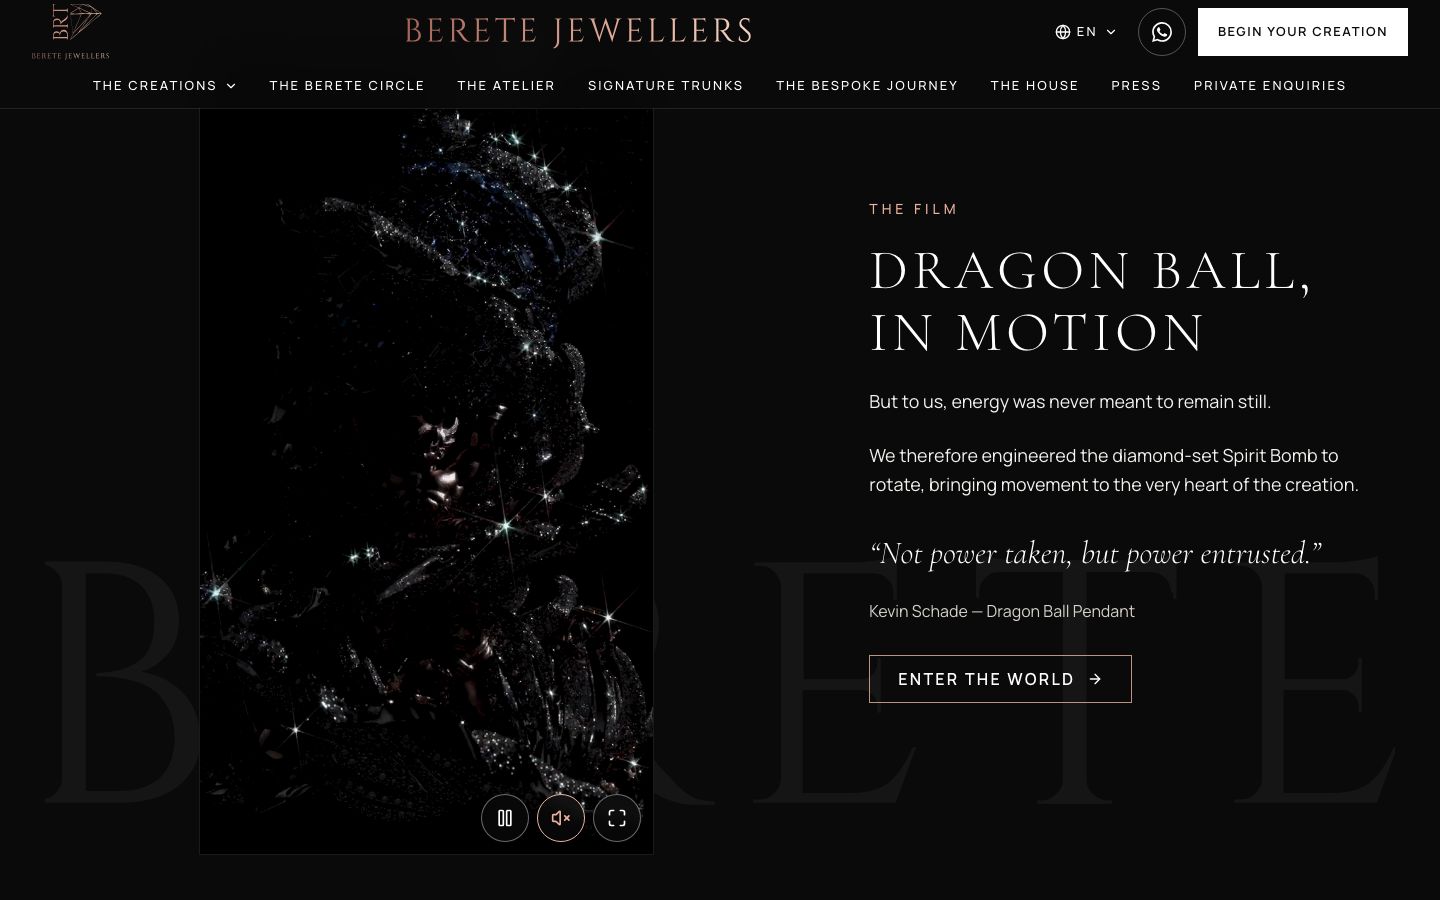 BRT
BERETE JEWELLERS
BERETE JEWELLERS
EN
BEGIN YOUR CREATION
THE CREATIONS
THE BERETE CIRCLE
THE ATELIER
SIGNATURE TRUNKS
THE BESPOKE JOURNEY
THE HOUSE
PRESS
PRIVATE ENQUIRIES
THE FILM
DRAGON BALL,
IN MOTION
But to us, energy was never meant to remain still.
We therefore engineered the diamond-set Spirit Bomb to
rotate, bringing movement to the very heart of the creation.
“Not power taken, but power entrusted.”
Kevin Schade — Dragon Ball Pendant
ENTER THE WORLD
BERETE